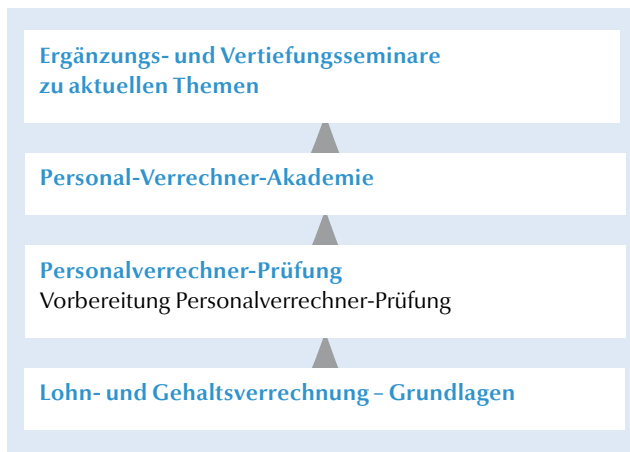 Ergänzungs- und Vertiefungsseminare
zu aktuellen Themen
Personal-Verrechner-Akademie
Personalverrechner-Prüfung
Vorbereitung Personalverrechner-Prüfung
Lohn- und Gehaltsverrechnung – Grundlagen